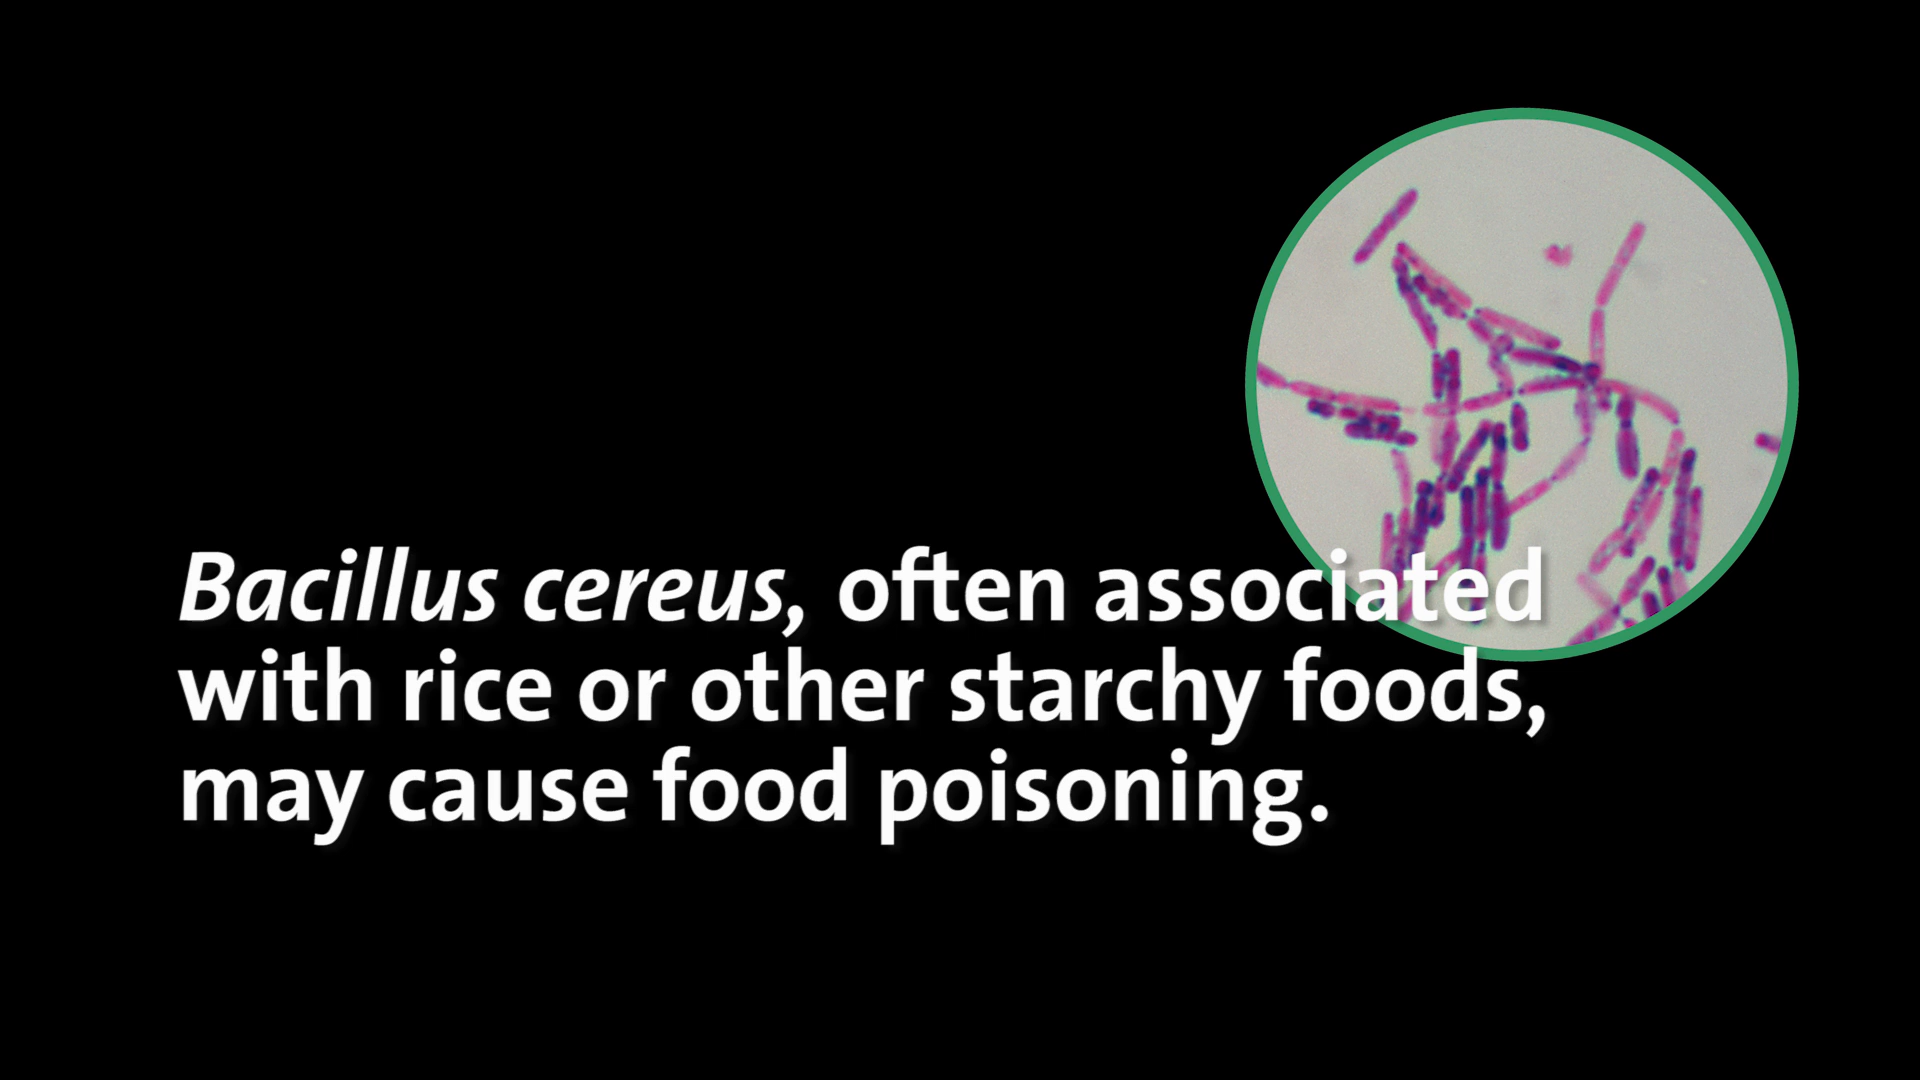 Bacillus cereus, often associated
with rice or other starchy foods,
may cause food poisoning.